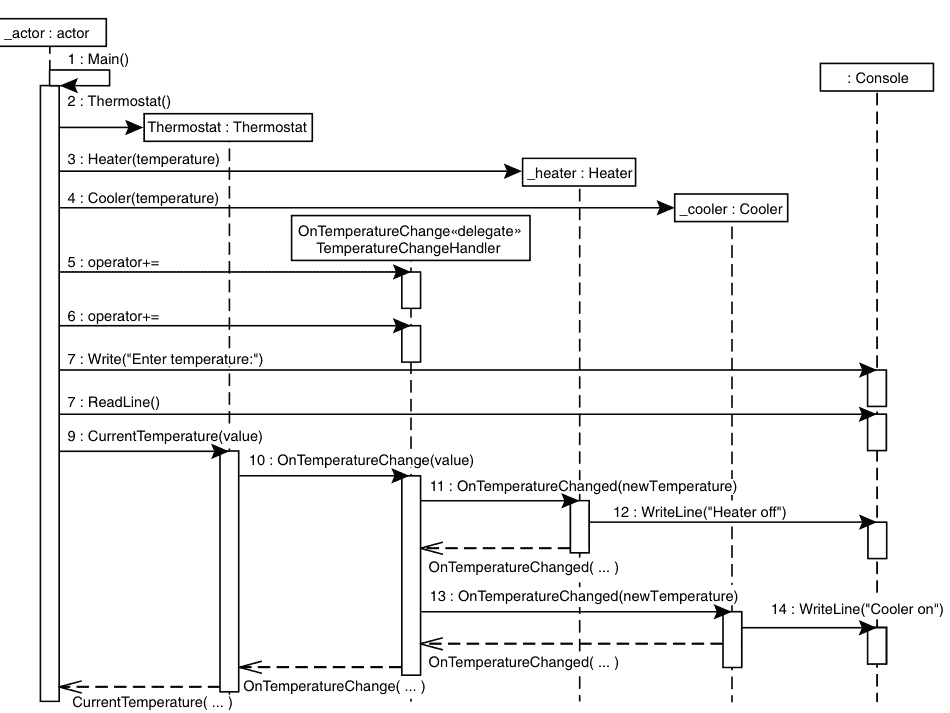 _actor : actor
1 : Main()
: Console
2 : Thermostat()
Thermostat : Thermostat
3 : Heater(temperature)
_heater : Heater
4 : Cooler(temperature)
_cooler : Cooler
OnTemperatureChange«delegate»
TemperatureChangeHandler
5 : operator+=
6 : operator+=
7 : Write("Enter temperature:")
7 : ReadLine()
9 : CurrentTemperature(value)
10 : OnTemperatureChange(value)
11 : OnTemperatureChanged(newTemperature)
12 : WriteLine("Heater off")
OnTemperatureChanged( ... )
13 : OnTemperatureChanged(newTemperature)
14 : WriteLine("Cooler on")
OnTemperatureChanged( ... )
OnTemperatureChange( ... )
CurrentTemperature( ... )